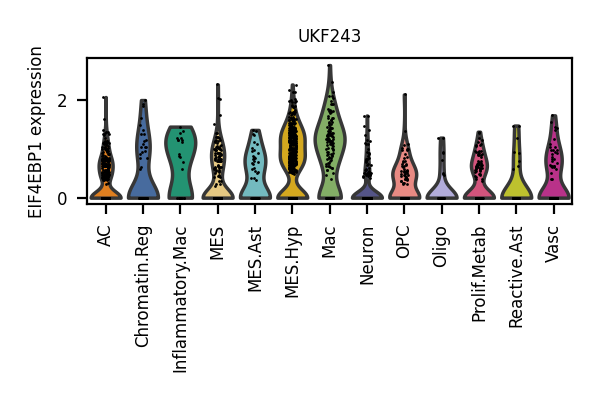 UKF243
EIF4EBP1 expression
2
0
AC
Chromatin.Reg
Inflammatory.Mac
MES
MES.Ast
MES.Hyp
Mac
Neuron
OPC
Oligo
Prolif.Metab
Reactive.Ast
Vasc